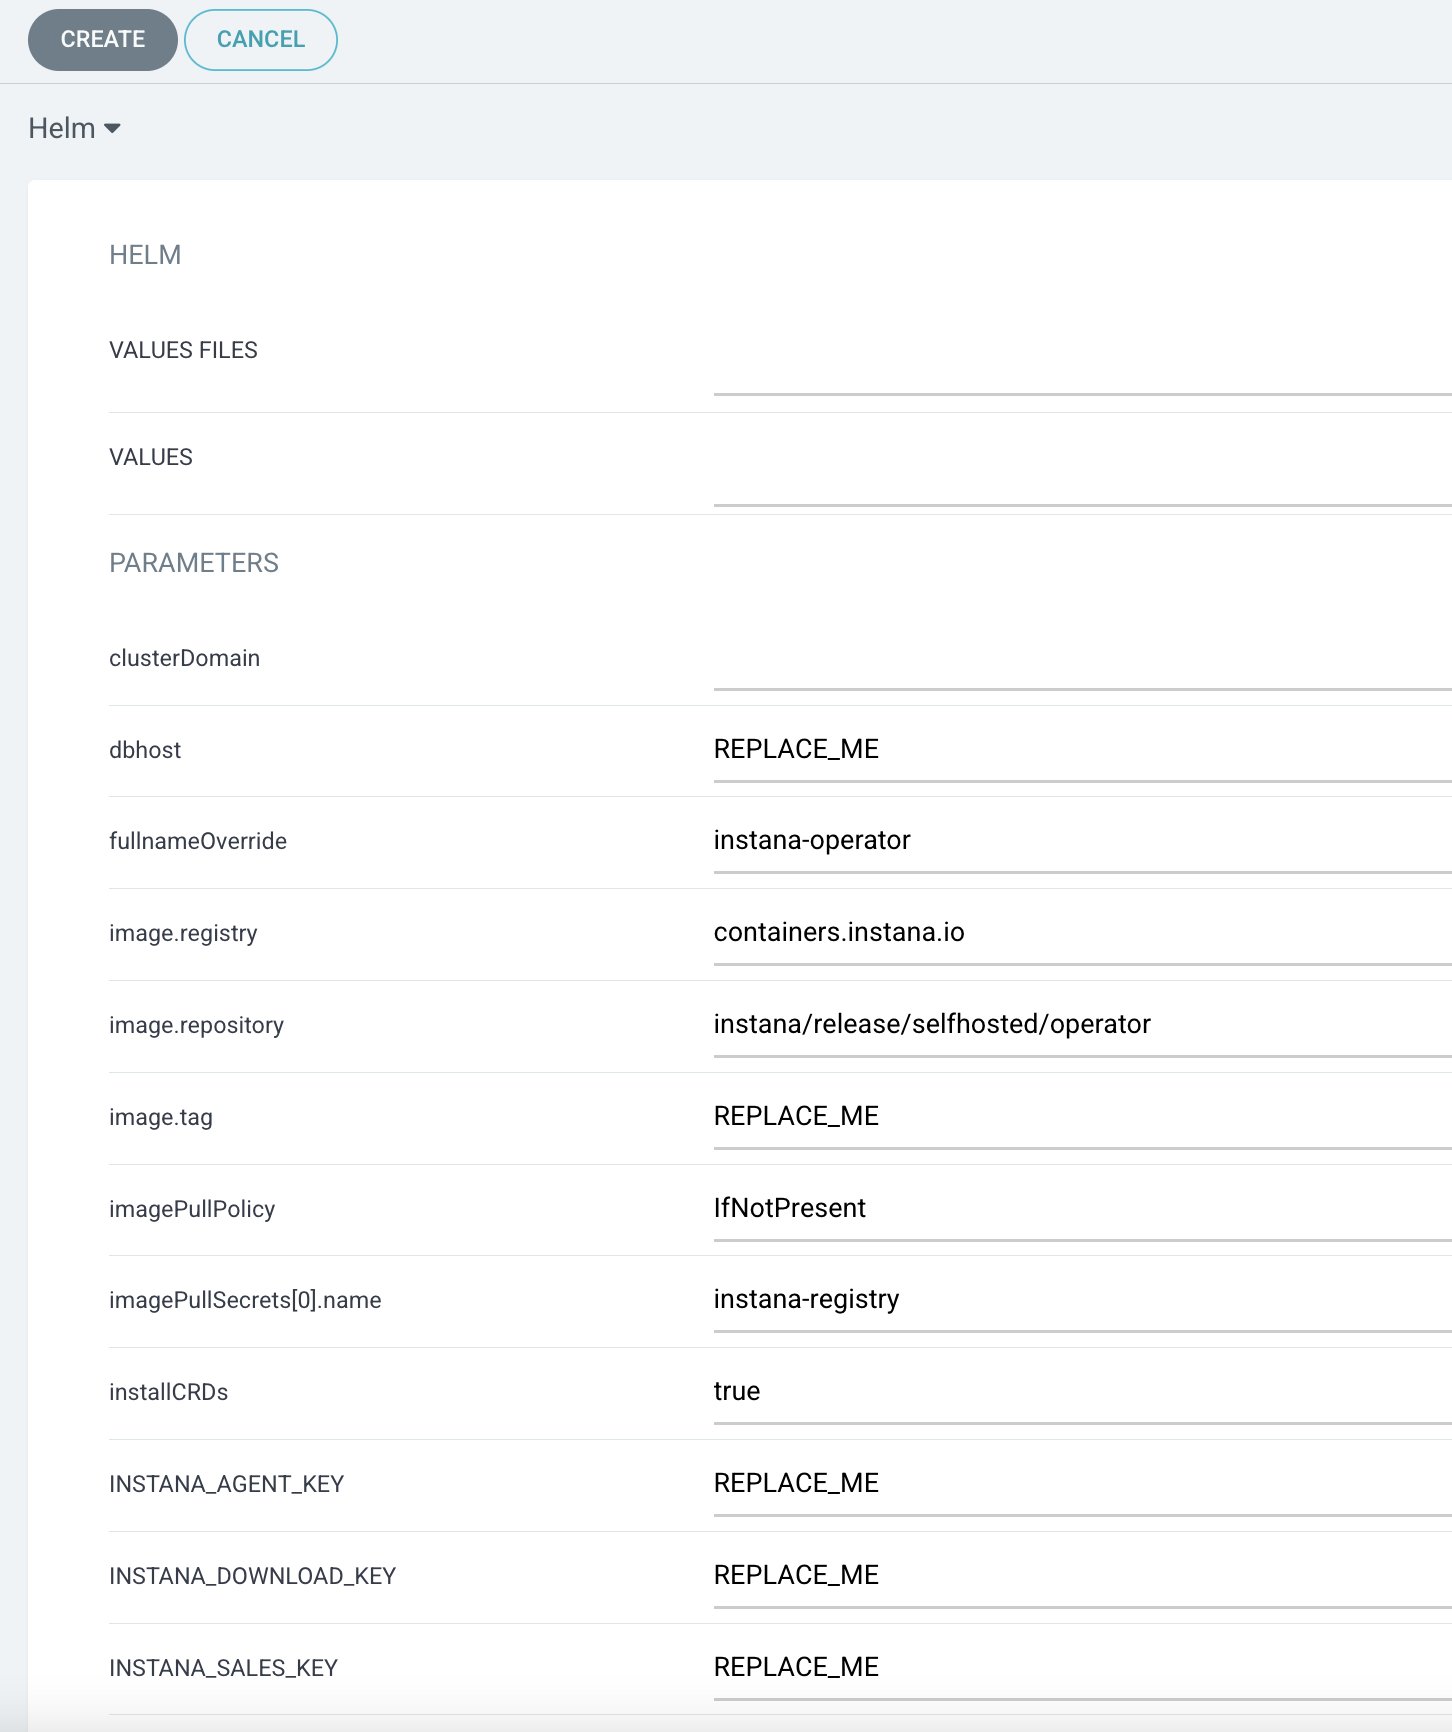 CREATE CANCEL
Helm
HELM
VALUES FILES
VALUES
PARAMETERS
clusterDomain
dbhost REPLACE_ME
fullnameOverride instana-operator
image.registry containers.instana.io
image.repository instana/release/selfhosted/operator
image.tag REPLACE_ME
imagePullPolicy IfNotPresent
imagePullSecrets[0].name instana-registry
installCRDs true
INSTANA_AGENT_KEY REPLACE_ME
INSTANA_DOWNLOAD_KEY REPLACE_ME
INSTANA_SALES_KEY REPLACE_ME